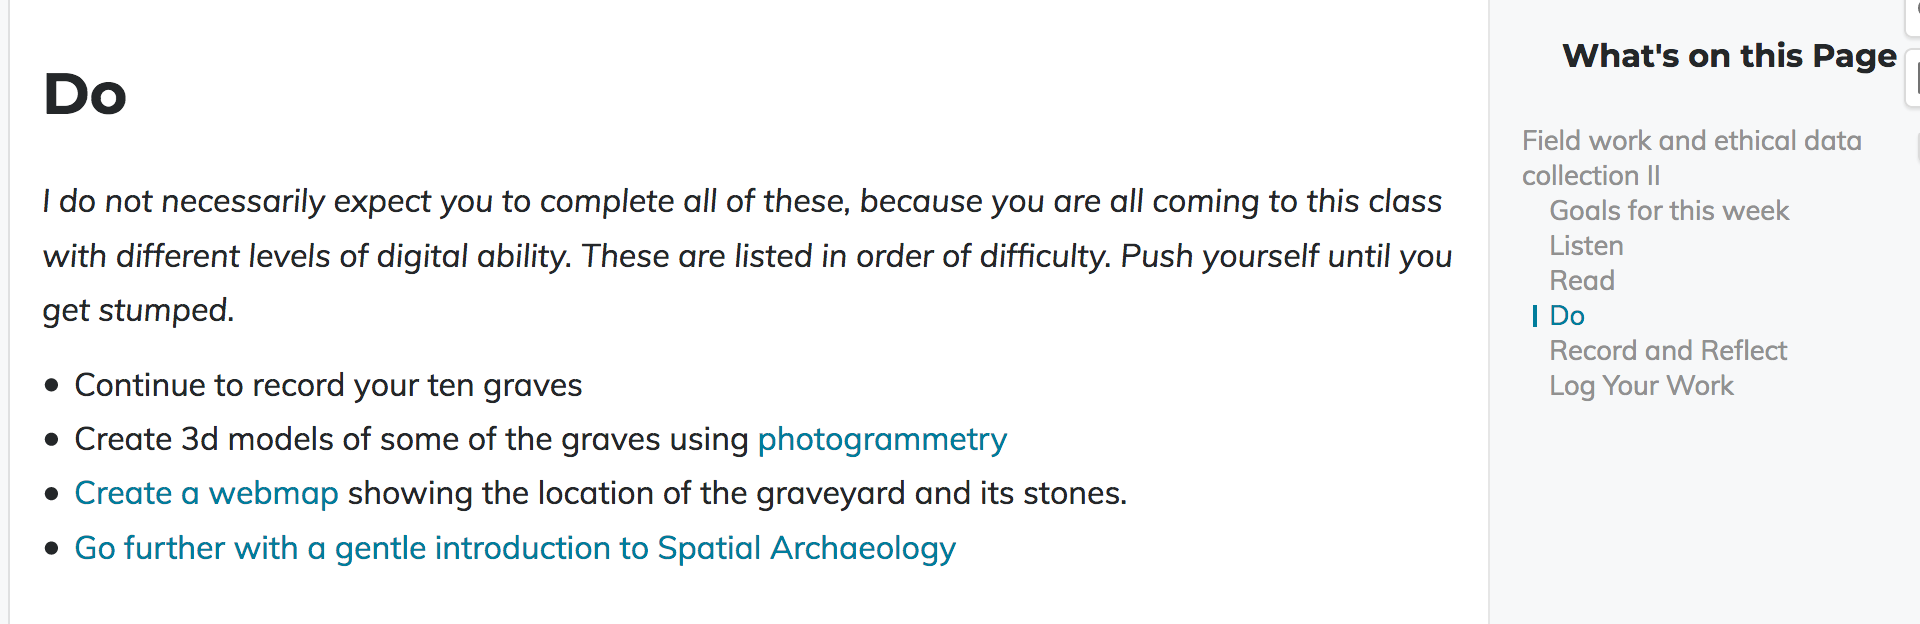 Do
I do not necessarily expect you to complete all of these, because you are all coming to this class
with different levels of digital ability. These are listed in order of difficulty. Push yourself until you
get stumped.
Continue to record your ten graves
Create 3d models of some of the graves using photogrammetry
Create a webmap showing the location of the graveyard and its stones.
Go further with a gentle introduction to Spatial Archaeology
What's on this Page
Field work and ethical data
collection II
Goals for this week
Listen
Read
Do
Record and Reflect
Log Your Work